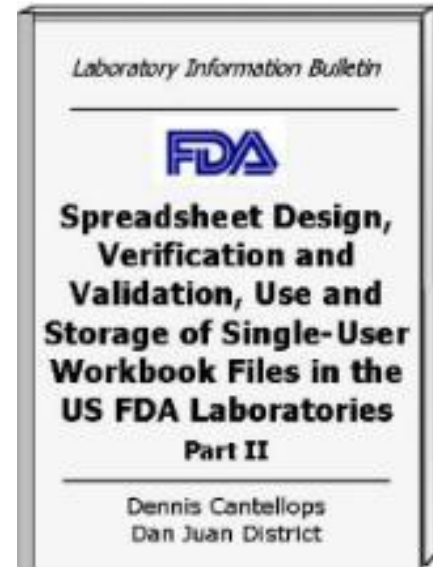 Laboratory Information Bulletin
FDA
Spreadsheet Design,
Verification and
Validation, Use and
Storage of Single-User
Workbook Files in the
US FDA Laboratories
Part II
Dennis Cantellops
Dan Juan District